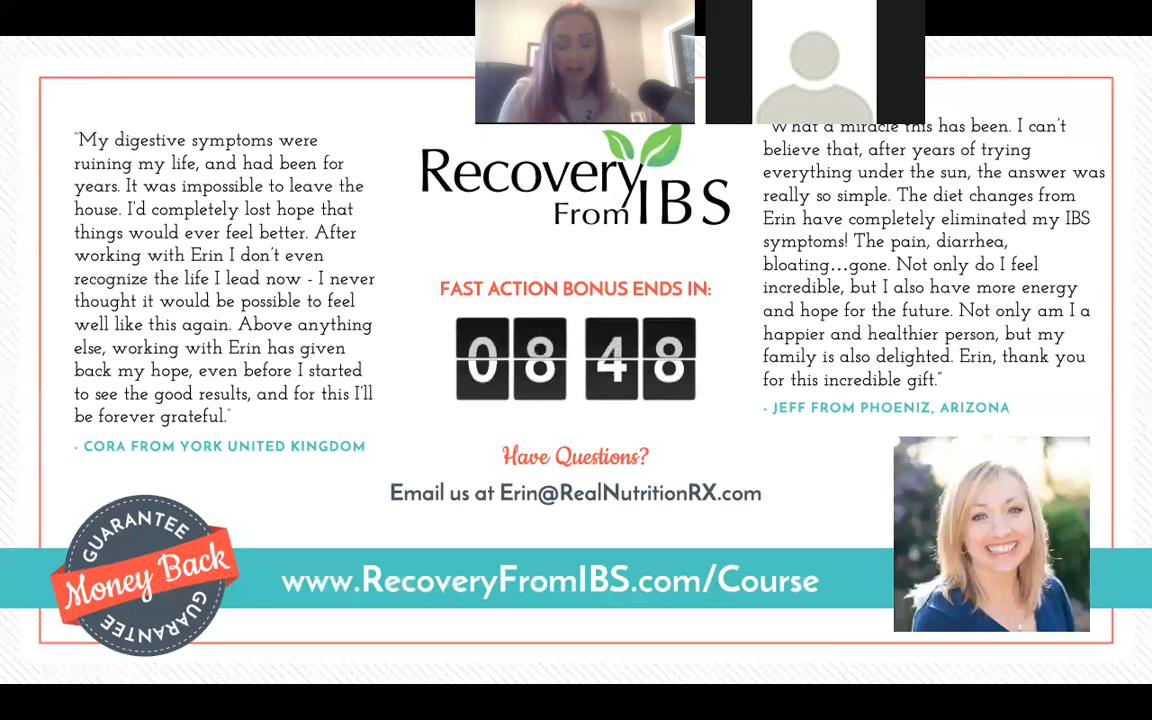 "My digestive symptoms were
ruining my life, and had been for
years. It was impossible to leave the
house. I'd completely lost hope that
things would ever feel better. After
working with Erin I don't even
recognize the life I lead now - I never
thought it would be possible to feel
well like this again. Above anything
else, working with Erin has given
back my hope, even before I started
to see the good results, and for this I'll
be forever grateful."
- CORA FROM YORK UNITED KINGDOM
Recovery
From IBS
FAST ACTION BONUS ENDS IN:
08 48
Have Questions?
Email us at Erin@RealNutritionRX.com
"What a miracle this has been. I can't
believe that, after years of trying
everything under the sun, the answer was
really so simple. The diet changes from
Erin have completely eliminated my IBS
symptoms! The pain, diarrhea,
bloating...gone. Not only do I feel
incredible, but I also have more energy
and hope for the future. Not only am I a
happier and healthier person, but my
family is also delighted. Erin, thank you
for this incredible gift."
- JEFF FROM PHOENIZ, ARIZONA
GUARANTEE
Money Back
GUARANTEE
www.RecoveryFromIBS.com/Course